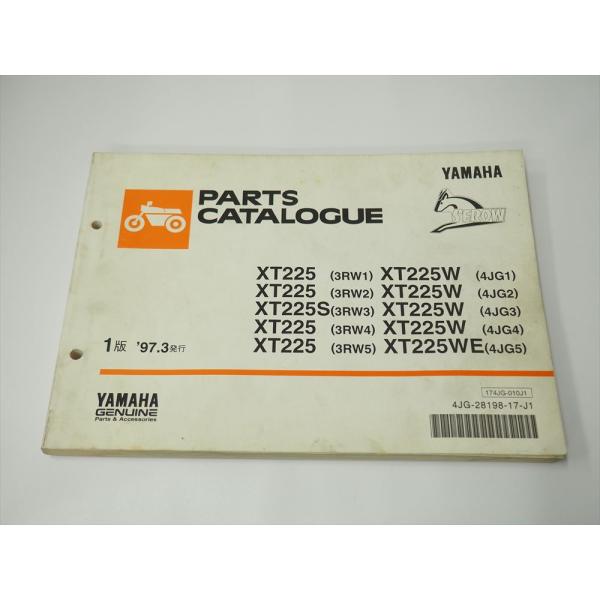 YAMAHA
PARTS
CATALOGUE
SEROW
XT225 (3RW1) XT225W (4JG1)
XT225 (3RW2) XT225W (4JG2)
XT225S(3RW3) XT225W (4JG3)
XT225 (3RW4) XT225W (4JG4)
XT225 (3RW5) XT225WE(4JG5)
1版 '97.3発行
YAMAHA
GENUINE
Parts & Accessories
174JG-010J1
4JG-28198-17-J1